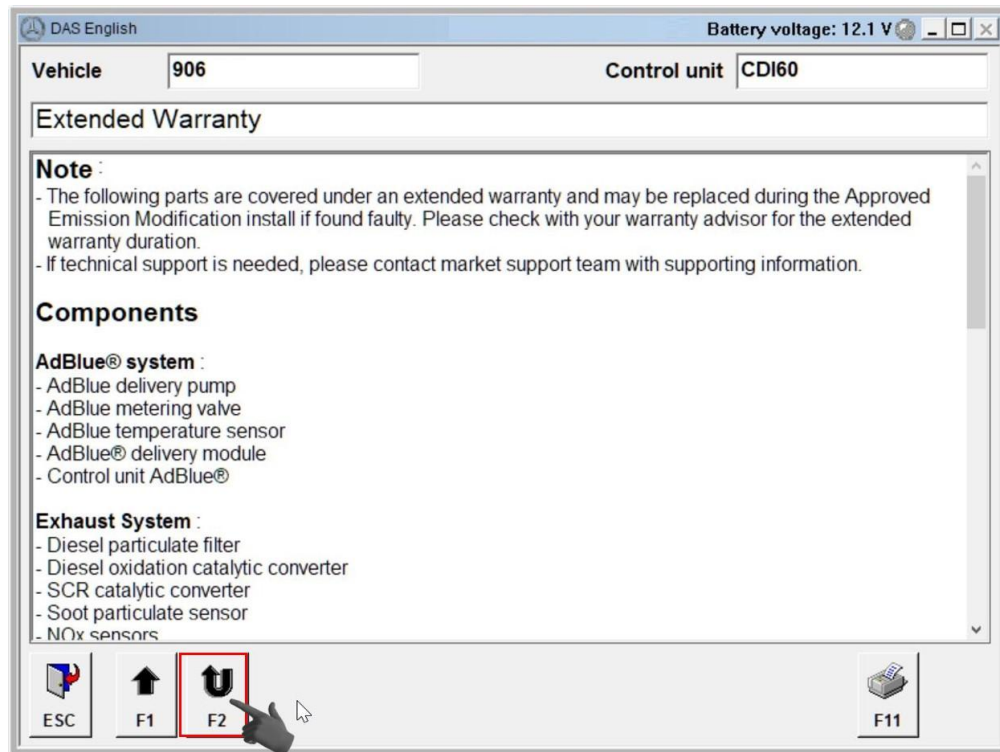 DAS English
Battery voltage: 12.1 V
Vehicle 906 Control unit CDI60
Extended Warranty
Note :
- The following parts are covered under an extended warranty and may be replaced during the Approved
Emission Modification install if found faulty. Please check with your warranty advisor for the extended
warranty duration.
- If technical support is needed, please contact market support team with supporting information.
Components
AdBlue® system :
- AdBlue delivery pump
- AdBlue metering valve
- AdBlue temperature sensor
- AdBlue® delivery module
- Control unit AdBlue®
Exhaust System :
- Diesel particulate filter
- Diesel oxidation catalytic converter
- SCR catalytic converter
- Soot particulate sensor
- NOx sensors
ESC F1 F2 F11